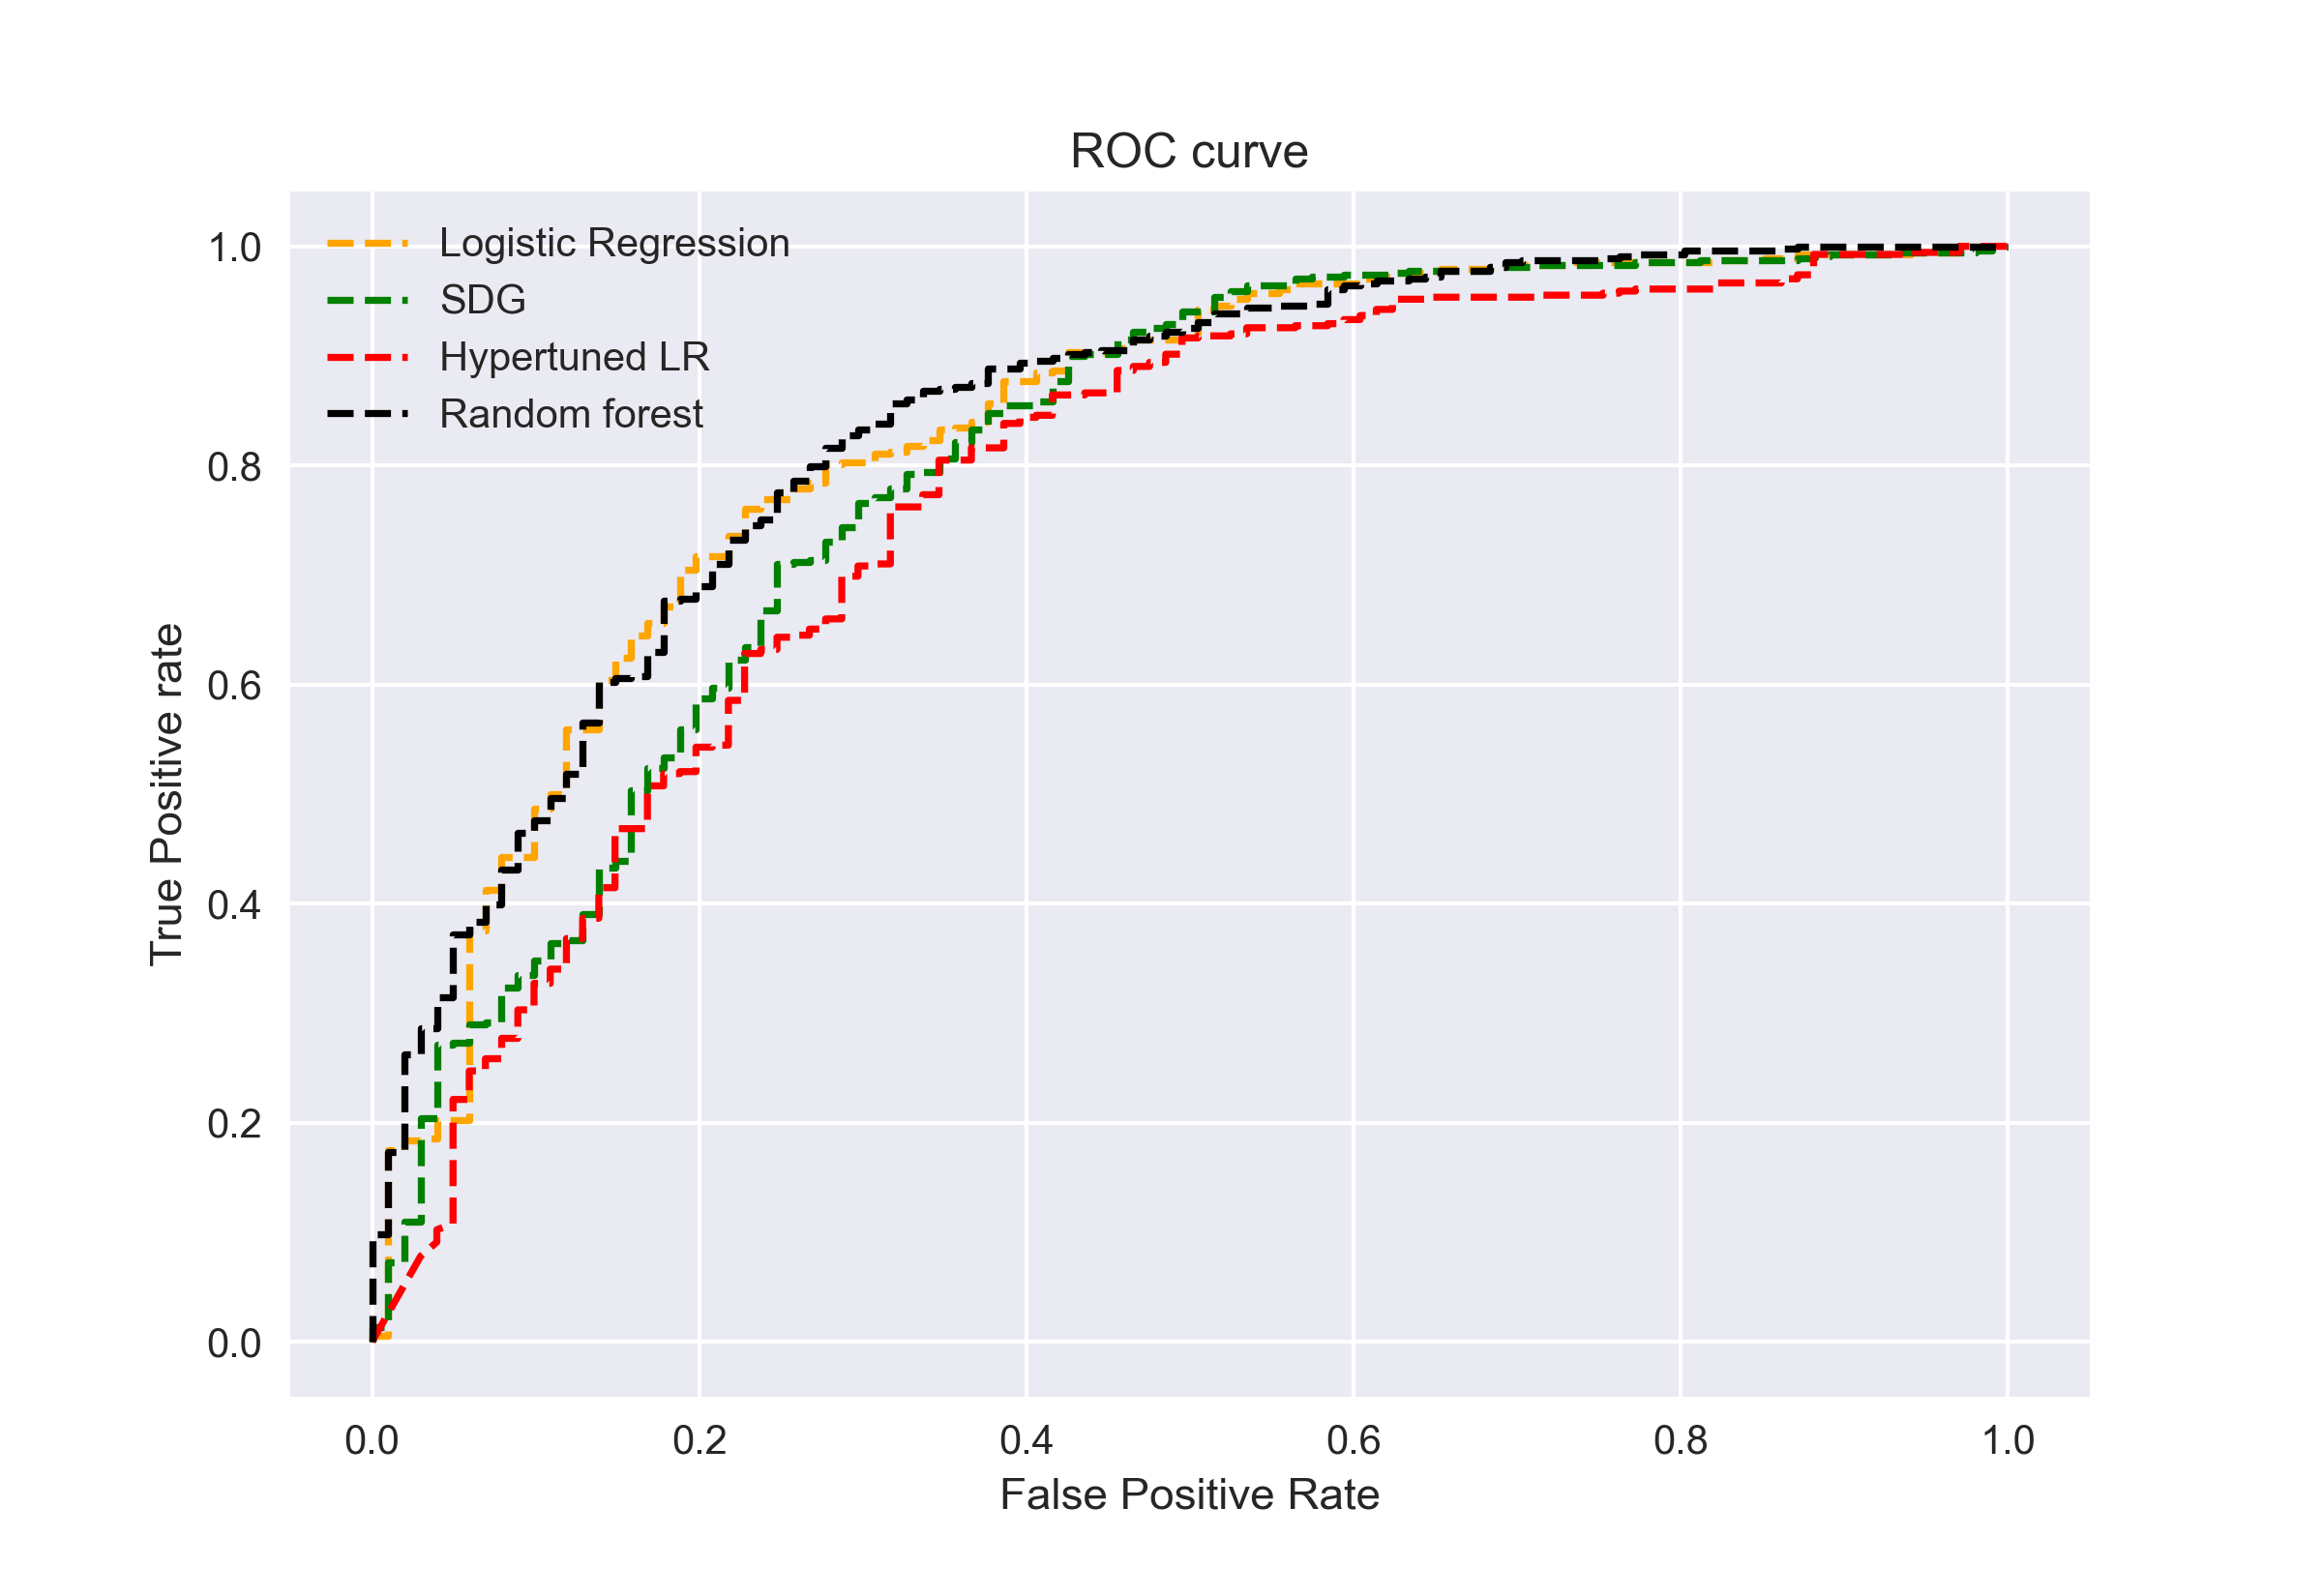 ROC curve
Logistic Regression
SDG
Hypertuned LR
Random forest
1.0
0.8
0.6
0.4
0.2
0.0
True Positive rate
0.0 0.2 0.4 0.6 0.8 1.0
False Positive Rate